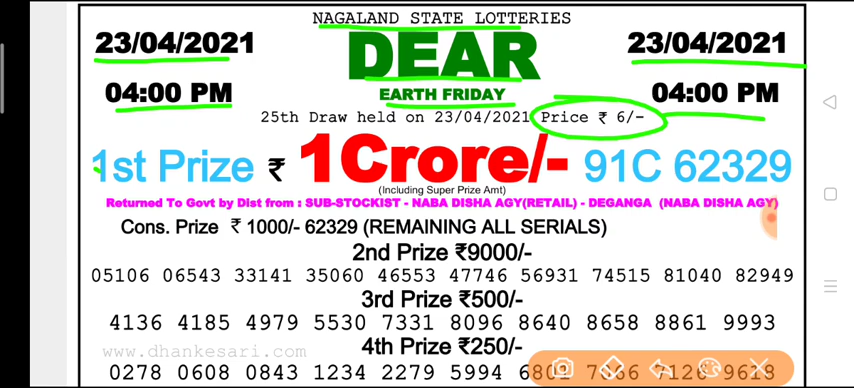 NAGALAND STATE LOTTERIES
23/04/2021 DEAR 23/04/2021
04:00 PM EARTH FRIDAY 04:00 PM
25th Draw held on 23/04/2021 Price ₹ 6/-
1st Prize ₹ 1Crore/- 91C 62329
(Including Super Prize Amt)
Returned To Govt by Dist from : SUB-STOCKIST - NABA DISHA AGY(RETAIL) - DEGANGA (NABA DISHA AGY)
Cons. Prize ₹ 1000/- 62329 (REMAINING ALL SERIALS)
2nd Prize ₹9000/-
05106 06543 33141 35060 46553 47746 56931 74515 81040 82949
3rd Prize ₹500/-
4136 4185 4979 5530 7331 8096 8640 8658 8861 9993
4th Prize ₹250/-
www.dhankesari.com
0278 0608 0843 1234 2279 5994